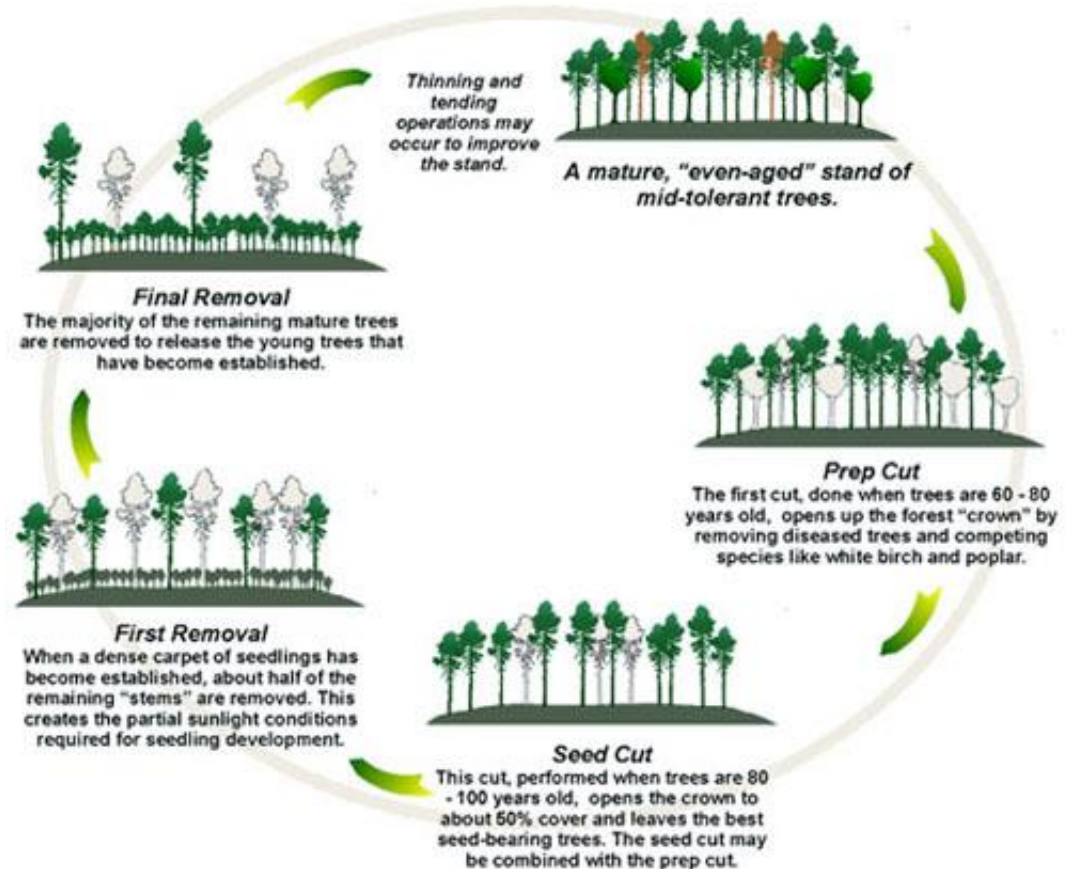 Thinning and
tending
operations may
occur to improve
the stand.
A mature, "even-aged" stand of
mid-tolerant trees.
Prep Cut
The first cut, done when trees are 60 - 80
years old, opens up the forest "crown" by
removing diseased trees and competing
species like white birch and poplar.
Seed Cut
This cut, performed when trees are 80
- 100 years old, opens the crown to
about 50% cover and leaves the best
seed-bearing trees. The seed cut may
be combined with the prep cut.
First Removal
When a dense carpet of seedlings has
become established, about half of the
remaining "stems" are removed. This
creates the partial sunlight conditions
required for seedling development.
Final Removal
The majority of the remaining mature trees
are removed to release the young trees that
have become established.